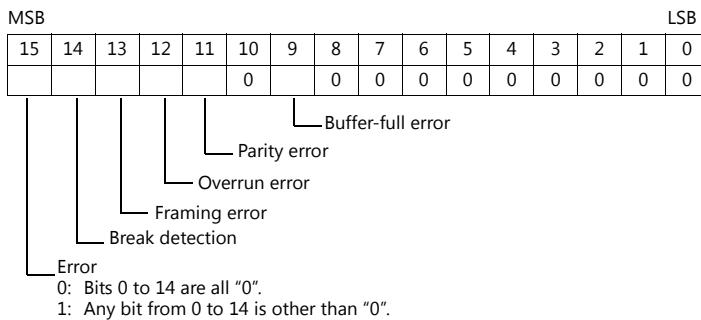 MSB LSB
15 14 13 12 11 10 9 8 7 6 5 4 3 2 1 0
0 0 0 0 0 0 0 0 0 0
Buffer-full error
Parity error
Overrun error
Framing error
Break detection
Error
0: Bits 0 to 14 are all “0”.
1: Any bit from 0 to 14 is other than “0”.